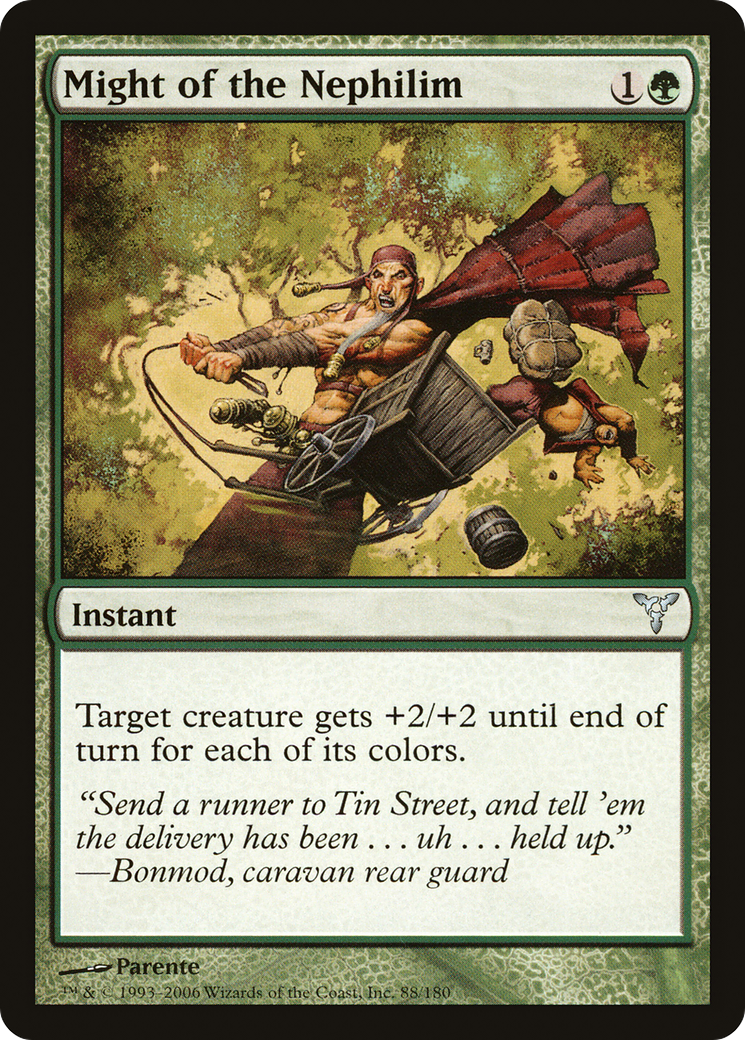 Might of the Nephilim 1
Instant
Target creature gets +2/+2 until end of
turn for each of its colors.
“Send a runner to Tin Street, and tell ’em
the delivery has been . . . uh . . . held up.”
—Bonmod, caravan rear guard
Parente
™ & © 1993–2006 Wizards of the Coast, Inc. 88/180